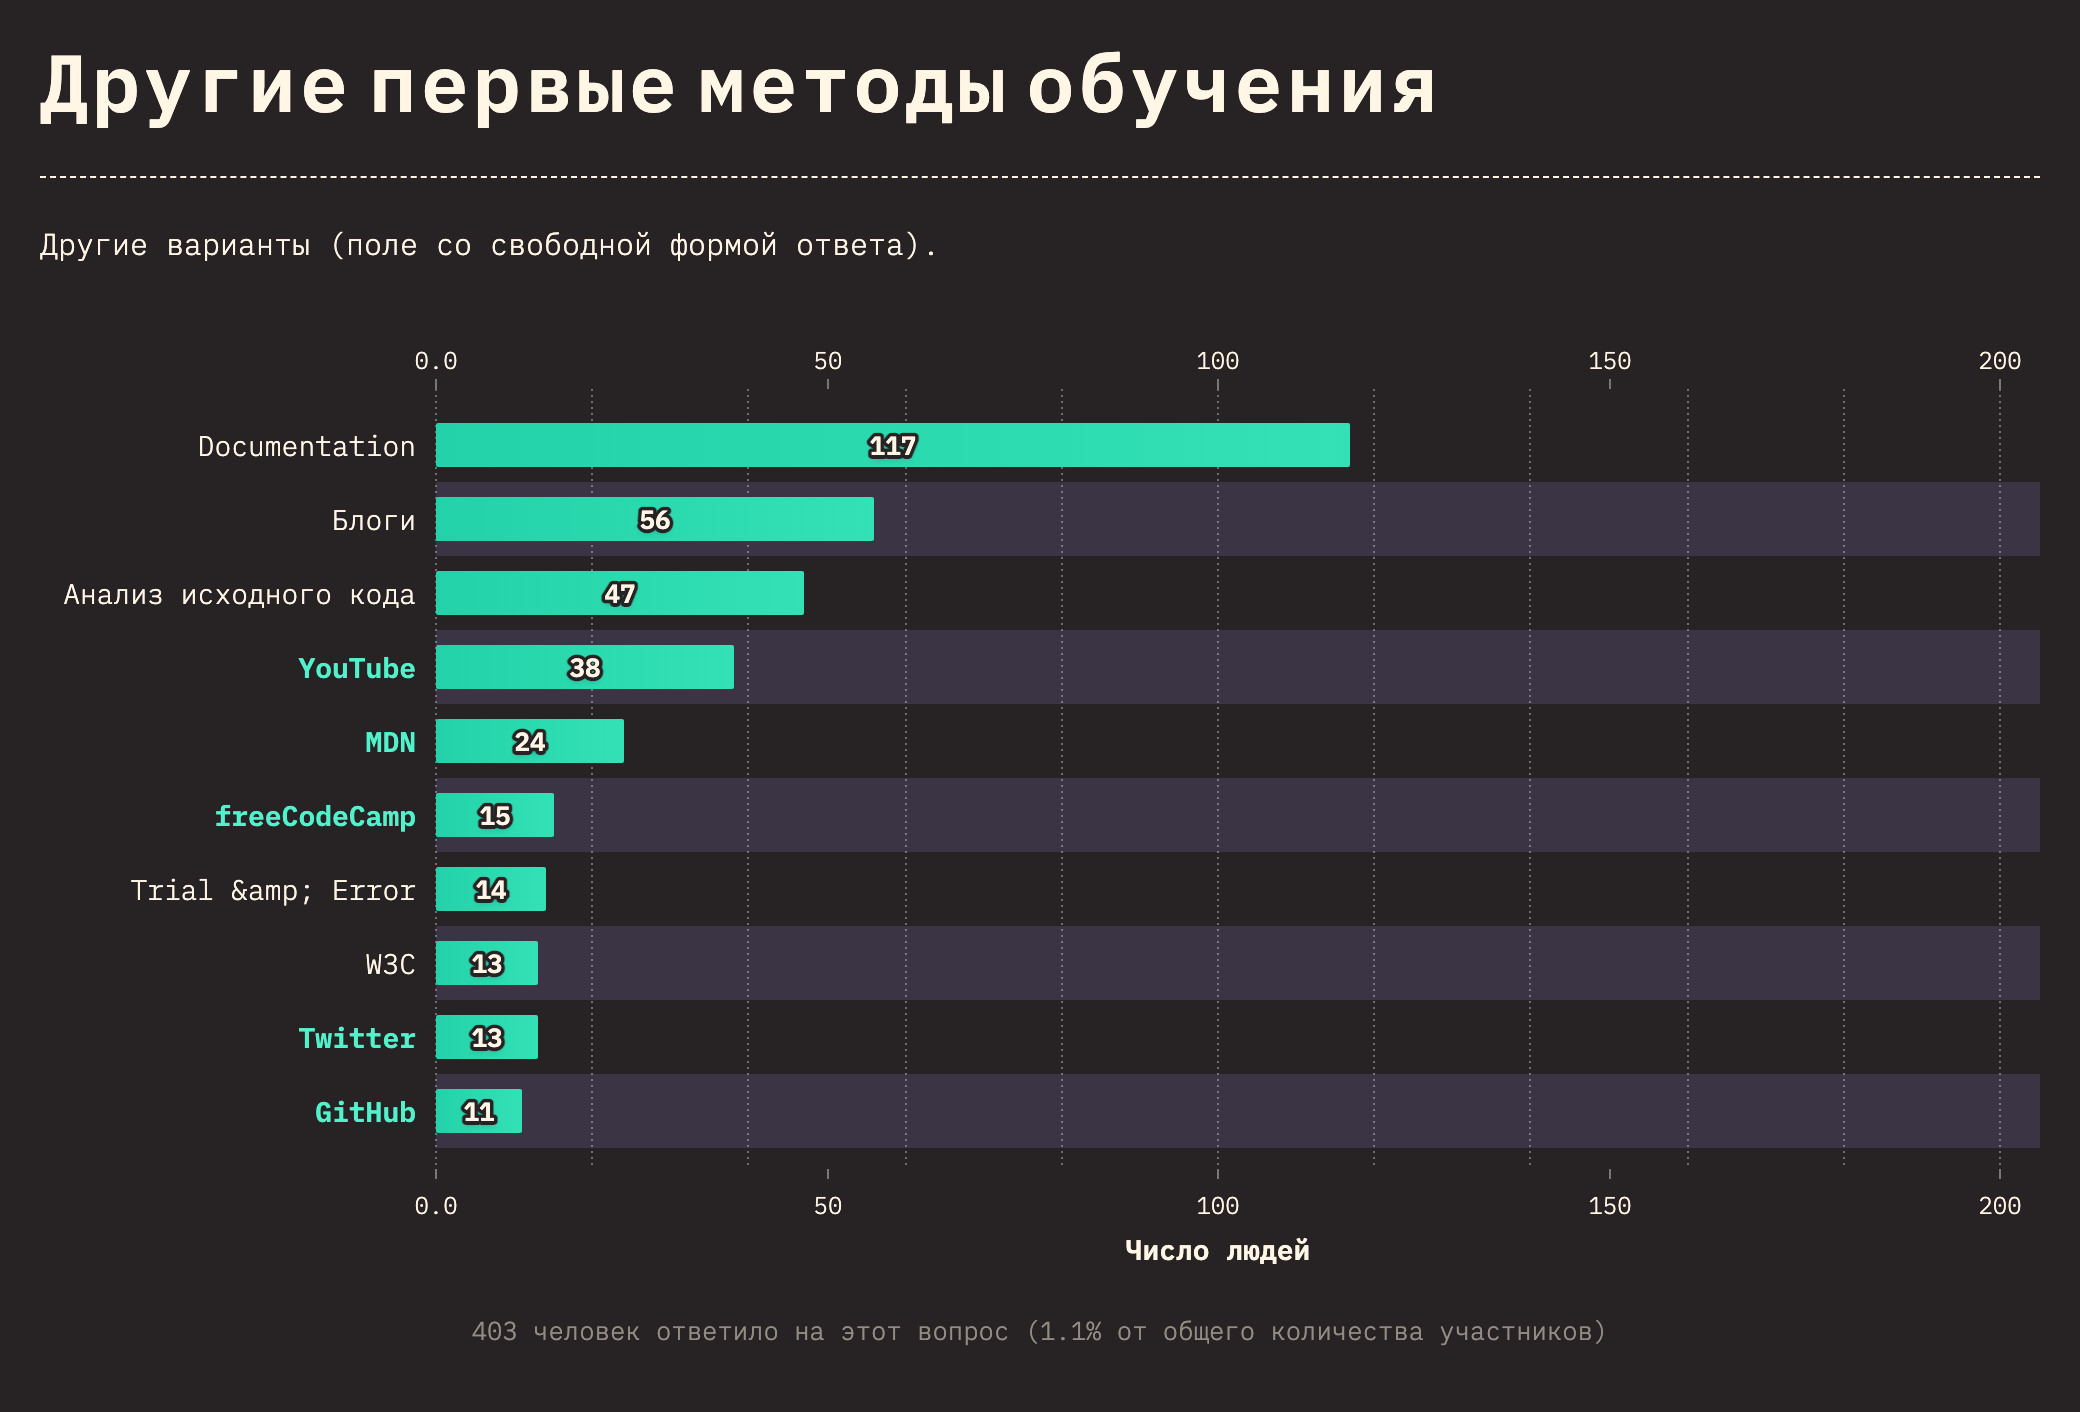 Другие первые методы обучения
Другие варианты (поле со свободной формой ответа).
0.0 50 100 150 200
Documentation 117
Блоги 56
Анализ исходного кода 47
YouTube 38
MDN 24
freeCodeCamp 15
Trial &amp; Error 14
W3C 13
Twitter 13
GitHub 11
0.0 50 100 150 200
Число людей
403 человек ответило на этот вопрос (1.1% от общего количества участников)